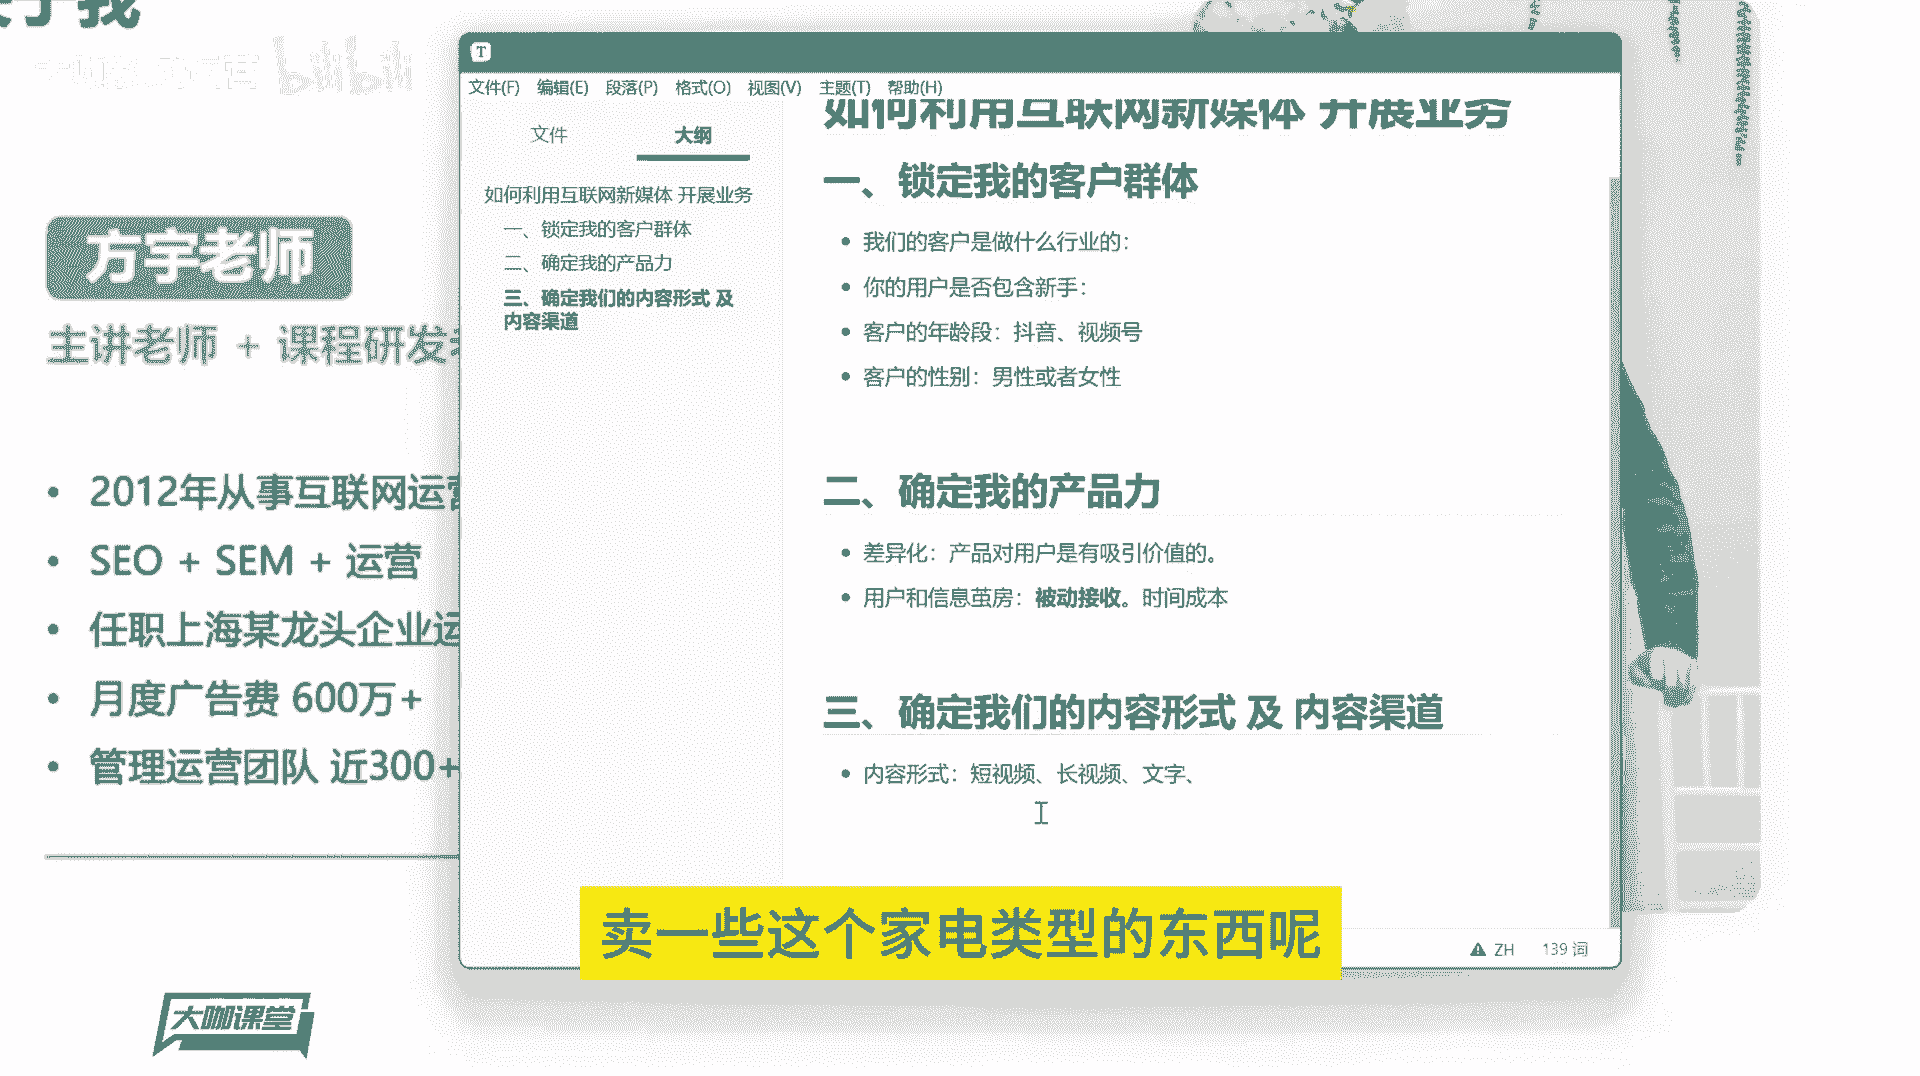 bilibili
方宇老师
主讲老师 + 课程研发
2012年从事互联网运营
SEO + SEM + 运营
任职上海某龙头企业运
月度广告费 600万+
管理运营团队 近300+
大咖课堂
T
文件(F) 编辑(E) 段落(P) 格式(O) 视图(V) 主题(T) 帮助(H)
文件 大纲
如何利用互联网新媒体 开展业务
一、锁定我的客户群体
二、确定我的产品力
三、确定我们的内容形式 及
内容渠道
如何利用互联网新媒体 开展业务
一、锁定我的客户群体
我们的客户是做什么行业的：
你的用户是否包含新手：
客户的年龄段：抖音、视频号
客户的性别：男性或者女性
二、确定我的产品力
差异化：产品对用户是有吸引价值的。
用户和信息茧房：被动接收。时间成本
三、确定我们的内容形式 及 内容渠道
内容形式：短视频、长视频、文字、
ZH 139 词
卖一些这个家电类型的东西呢